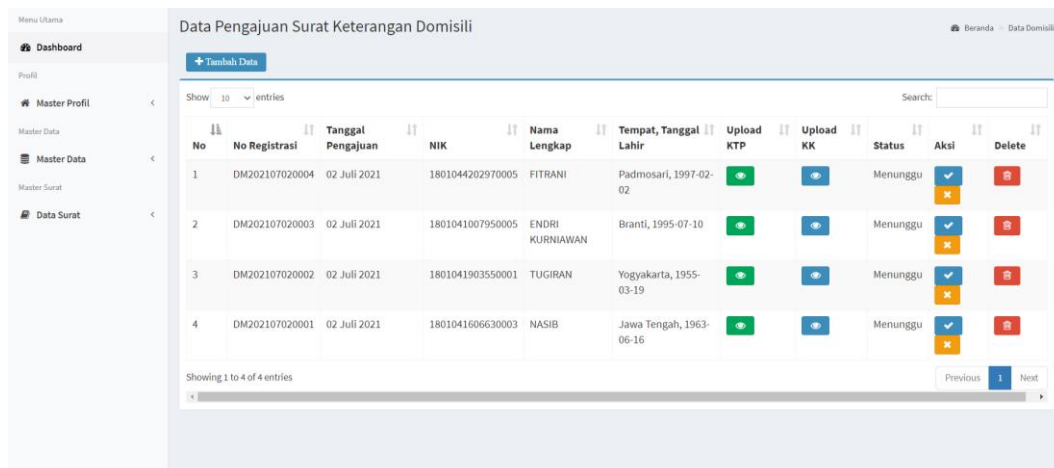 Menu Utama
Dashboard
Profil
Master Profil
Master Data
Master Data
Master Surat
Data Surat
Data Pengajuan Surat Keterangan Domisili
Beranda > Data Domisili
Tambah Data
Show 10 entries
Search:
No No Registrasi Tanggal Pengajuan NIK Nama Lengkap Tempat, Tanggal Lahir Upload KTP Upload KK Status Aksi Delete
1 DM202107020004 02 Juli 2021 1801044202970005 FITRANI Padmosari, 1997-02-02 Menunggu
2 DM202107020003 02 Juli 2021 1801041007950005 ENDRI KURNIAWAN Branti, 1995-07-10 Menunggu
3 DM202107020002 02 Juli 2021 1801041903550001 TUGIRAN Yogyakarta, 1955-03-19 Menunggu
4 DM202107020001 02 Juli 2021 1801041606630003 NASIB Jawa Tengah, 1963-06-16 Menunggu
Showing 1 to 4 of 4 entries
Previous 1 Next